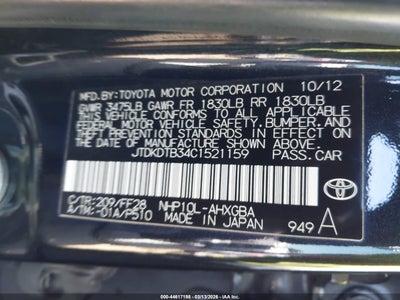 MFD.BY:TOYOTA MOTOR CORPORATION 10/12
GVWR 3475LB GAWR FR 1830LB RR 1830LB
THIS VEHICLE CONFORMS TO ALL APPLICABLE
FEDERAL MOTOR VEHICLE SAFETY,BUMPER,AND
THEFT PREVENTION STANDARDS IN EFFECT ON
THE DATE OF MANUFACTURE SHOWN ABOVE.
JTDKDTB34C1521159 PASS.CAR
C/TR:209/FF28 NHP10L-AHXGBA
A/TM:-01A/P510 MADE IN JAPAN 949 A
TOYOTA
000-44617198 - 03/13/2026 - IAA